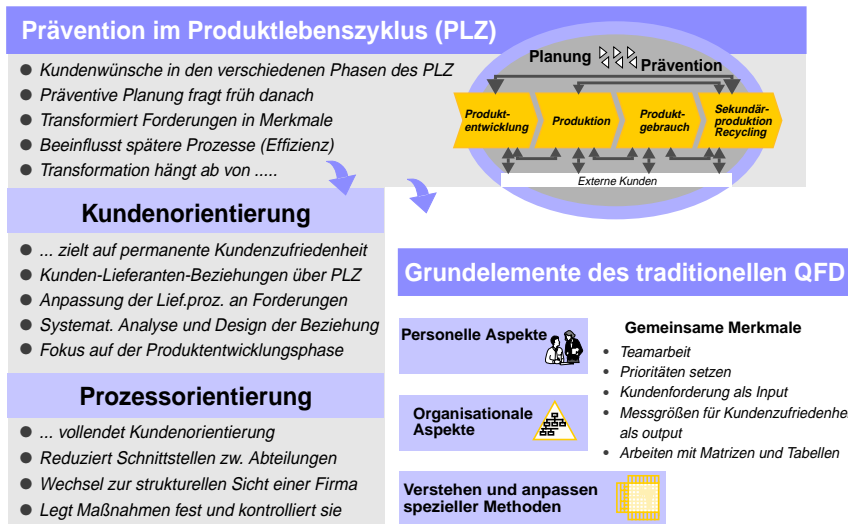 Prävention im Produktlebenszyklus (PLZ)
Kundenwünsche in den verschiedenen Phasen des PLZ
Präventive Planung fragt früh danach
Transformiert Forderungen in Merkmale
Beeinflusst spätere Prozesse (Effizienz)
Transformation hängt ab von .....
Planung
Prävention
Produkt-
entwicklung
Produktion
Produkt-
gebrauch
Sekundär-
produktion
Recycling
Externe Kunden
Kundenorientierung
... zielt auf permanente Kundenzufriedenheit
Kunden-Lieferanten-Beziehungen über PLZ
Anpassung der Lief.proz. an Forderungen
Systemat. Analyse und Design der Beziehung
Fokus auf der Produktentwicklungsphase
Prozessorientierung
... vollendet Kundenorientierung
Reduziert Schnittstellen zw. Abteilungen
Wechsel zur strukturellen Sicht einer Firma
Legt Maßnahmen fest und kontrolliert sie
Grundelemente des traditionellen QFD
Personelle Aspekte
Organisationale
Aspekte
Verstehen und anpassen
spezieller Methoden
Gemeinsame Merkmale
Teamarbeit
Prioritäten setzen
Kundenforderung als Input
Messgrößen für Kundenzufriedenhei
als output
Arbeiten mit Matrizen und Tabellen